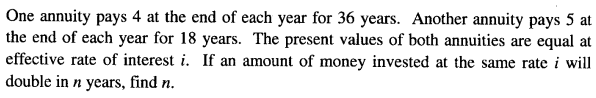 One annuity pays 4 at the end of each year for 36 years. Another annuity pays 5 at
the end of each year for 18 years. The present values of both annuities are equal at
effective rate of interest i. If an amount of money invested at the same rate i will
double in n years, find n.